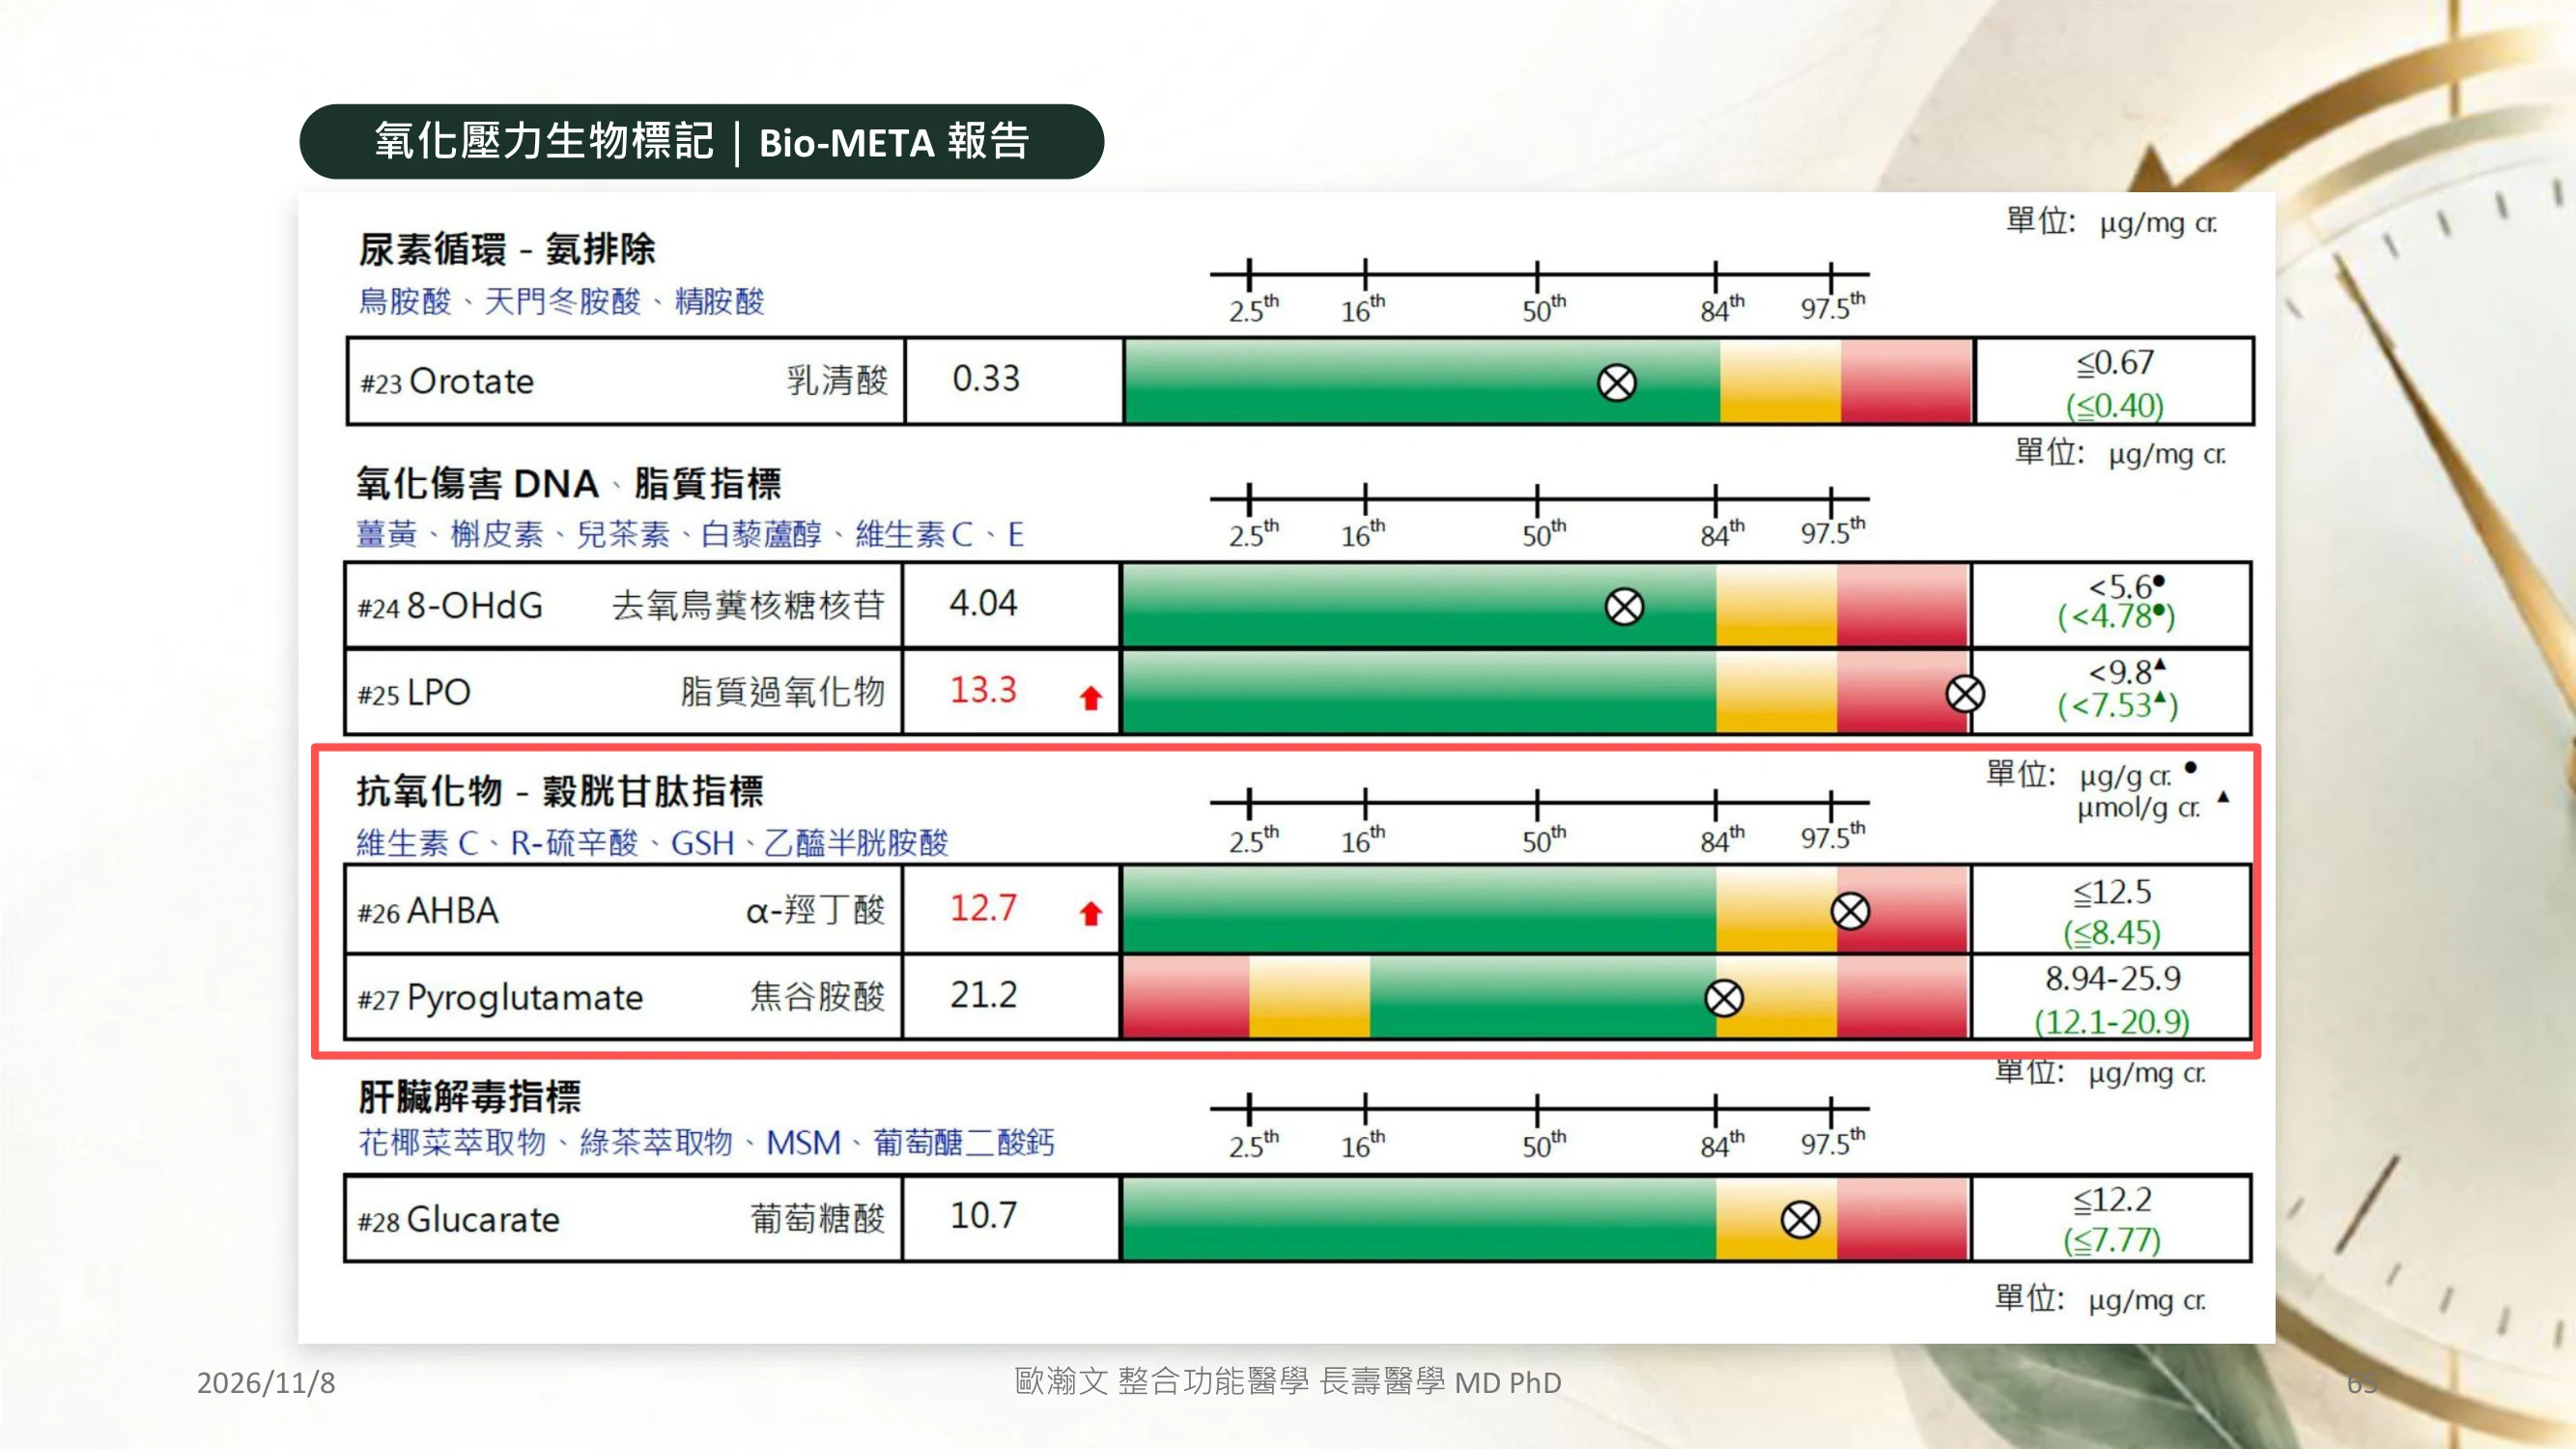 氧化壓力生物標記｜Bio-META 報告
單位: μg/mg cr.
尿素循環 - 氨排除
鳥胺酸、天門冬胺酸、精胺酸
2.5th 16th 50th 84th 97.5th
#23 Orotate 乳清酸 0.33 ≦0.67
(≦0.40)
單位: μg/mg cr.
氧化傷害 DNA、脂質指標
薑黃、槲皮素、兒茶素、白藜蘆醇、維生素 C、E
2.5th 16th 50th 84th 97.5th
#24 8-OHdG 去氧鳥糞核糖核苷 4.04 <5.6●
(<4.78●)
#25 LPO 脂質過氧化物 13.3 <9.8▲
(<7.53▲)
抗氧化物 - 穀胱甘肽指標
單位: μg/g cr. ●
μmol/g cr. ▲
維生素 C、R-硫辛酸、GSH、乙醯半胱胺酸
2.5th 16th 50th 84th 97.5th
#26 AHBA α-羥丁酸 12.7 ≦12.5
(≦8.45)
#27 Pyroglutamate 焦谷胺酸 21.2 8.94-25.9
(12.1-20.9)
單位: μg/mg cr.
肝臟解毒指標
花椰菜萃取物、綠茶萃取物、MSM、葡萄醣二酸鈣
2.5th 16th 50th 84th 97.5th
#28 Glucarate 葡萄糖酸 10.7 ≦12.2
(≦7.77)
單位: μg/mg cr.
2026/11/8
歐瀚文 整合功能醫學 長壽醫學 MD PhD
65